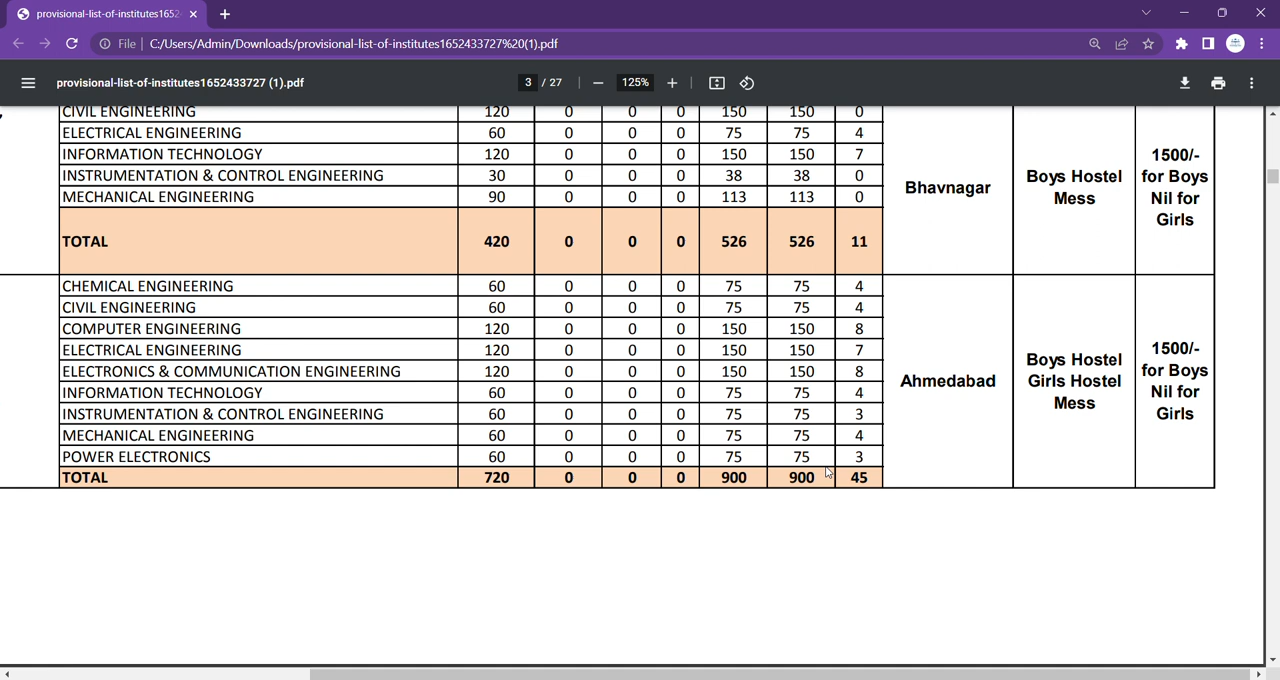 provisional-list-of-institutes1652
File C:/Users/Admin/Downloads/provisional-list-of-institutes1652433727%20(1).pdf
provisional-list-of-institutes1652433727 (1).pdf 3 / 27 125%
CIVIL ENGINEERING 120 0 0 0 150 150 0
ELECTRICAL ENGINEERING 60 0 0 0 75 75 4
INFORMATION TECHNOLOGY 120 0 0 0 150 150 7
INSTRUMENTATION & CONTROL ENGINEERING 30 0 0 0 38 38 0
MECHANICAL ENGINEERING 90 0 0 0 113 113 0
TOTAL 420 0 0 0 526 526 11
Bhavnagar
Boys Hostel
Mess
1500/-
for Boys
Nil for
Girls
CHEMICAL ENGINEERING 60 0 0 0 75 75 4
CIVIL ENGINEERING 60 0 0 0 75 75 4
COMPUTER ENGINEERING 120 0 0 0 150 150 8
ELECTRICAL ENGINEERING 120 0 0 0 150 150 7
ELECTRONICS & COMMUNICATION ENGINEERING 120 0 0 0 150 150 8
INFORMATION TECHNOLOGY 60 0 0 0 75 75 4
INSTRUMENTATION & CONTROL ENGINEERING 60 0 0 0 75 75 3
MECHANICAL ENGINEERING 60 0 0 0 75 75 4
POWER ELECTRONICS 60 0 0 0 75 75 3
TOTAL 720 0 0 0 900 900 45
Ahmedabad
Boys Hostel
Girls Hostel
Mess
1500/-
for Boys
Nil for
Girls